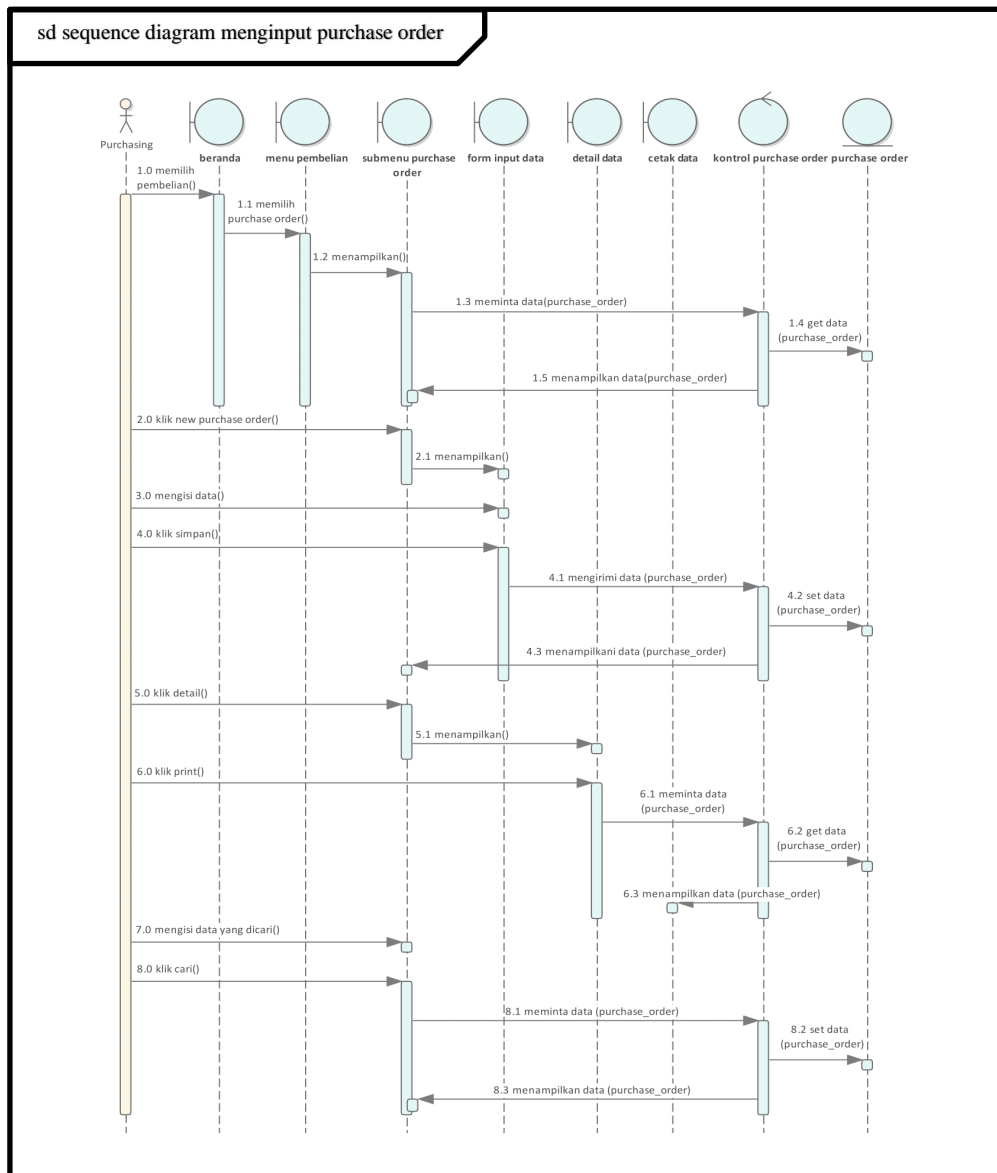 sd sequence diagram menginput purchase order
Purchasing
beranda
menu pembelian
submenu purchase
order
form input data
detail data
cetak data
kontrol purchase order
purchase order
1.0 memilih
pembelian()
1.1 memilih
purchase order()
1.2 menampilkan()
1.3 meminta data(purchase_order)
1.4 get data
(purchase_order)
1.5 menampilkan data(purchase_order)
2.0 klik new purchase order()
2.1 menampilkan()
3.0 mengisi data()
4.0 klik simpan()
4.1 mengirimi data (purchase_order)
4.2 set data
(purchase_order)
4.3 menampilkani data (purchase_order)
5.0 klik detail()
5.1 menampilkan()
6.0 klik print()
6.1 meminta data
(purchase_order)
6.2 get data
(purchase_order)
6.3 menampilkan data (purchase_order)
7.0 mengisi data yang dicari()
8.0 klik cari()
8.1 meminta data (purchase_order)
8.2 set data
(purchase_order)
8.3 menampilkan data (purchase_order)